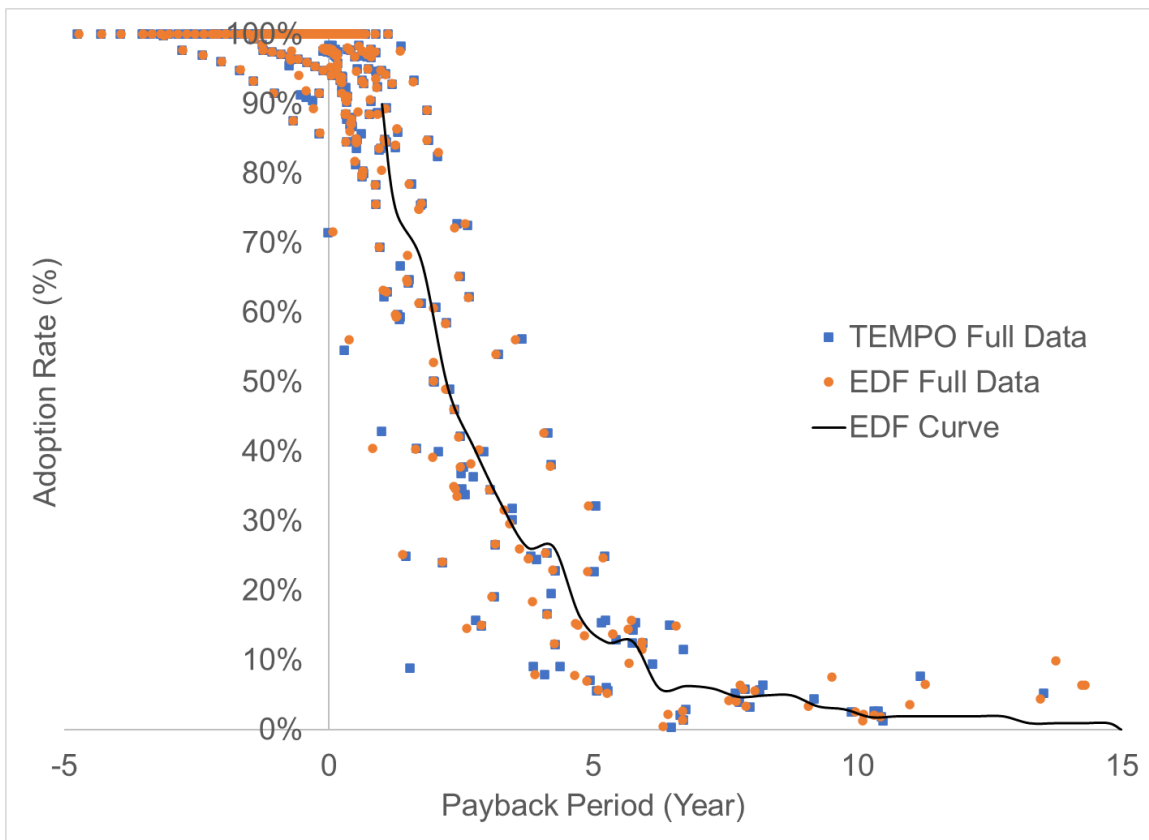 100%
90%
80%
70%
60%
50%
40%
30%
20%
10%
0%
Adoption Rate (%)
TEMPO Full Data
EDF Full Data
EDF Curve
-5 0 5 10 15
Payback Period (Year)